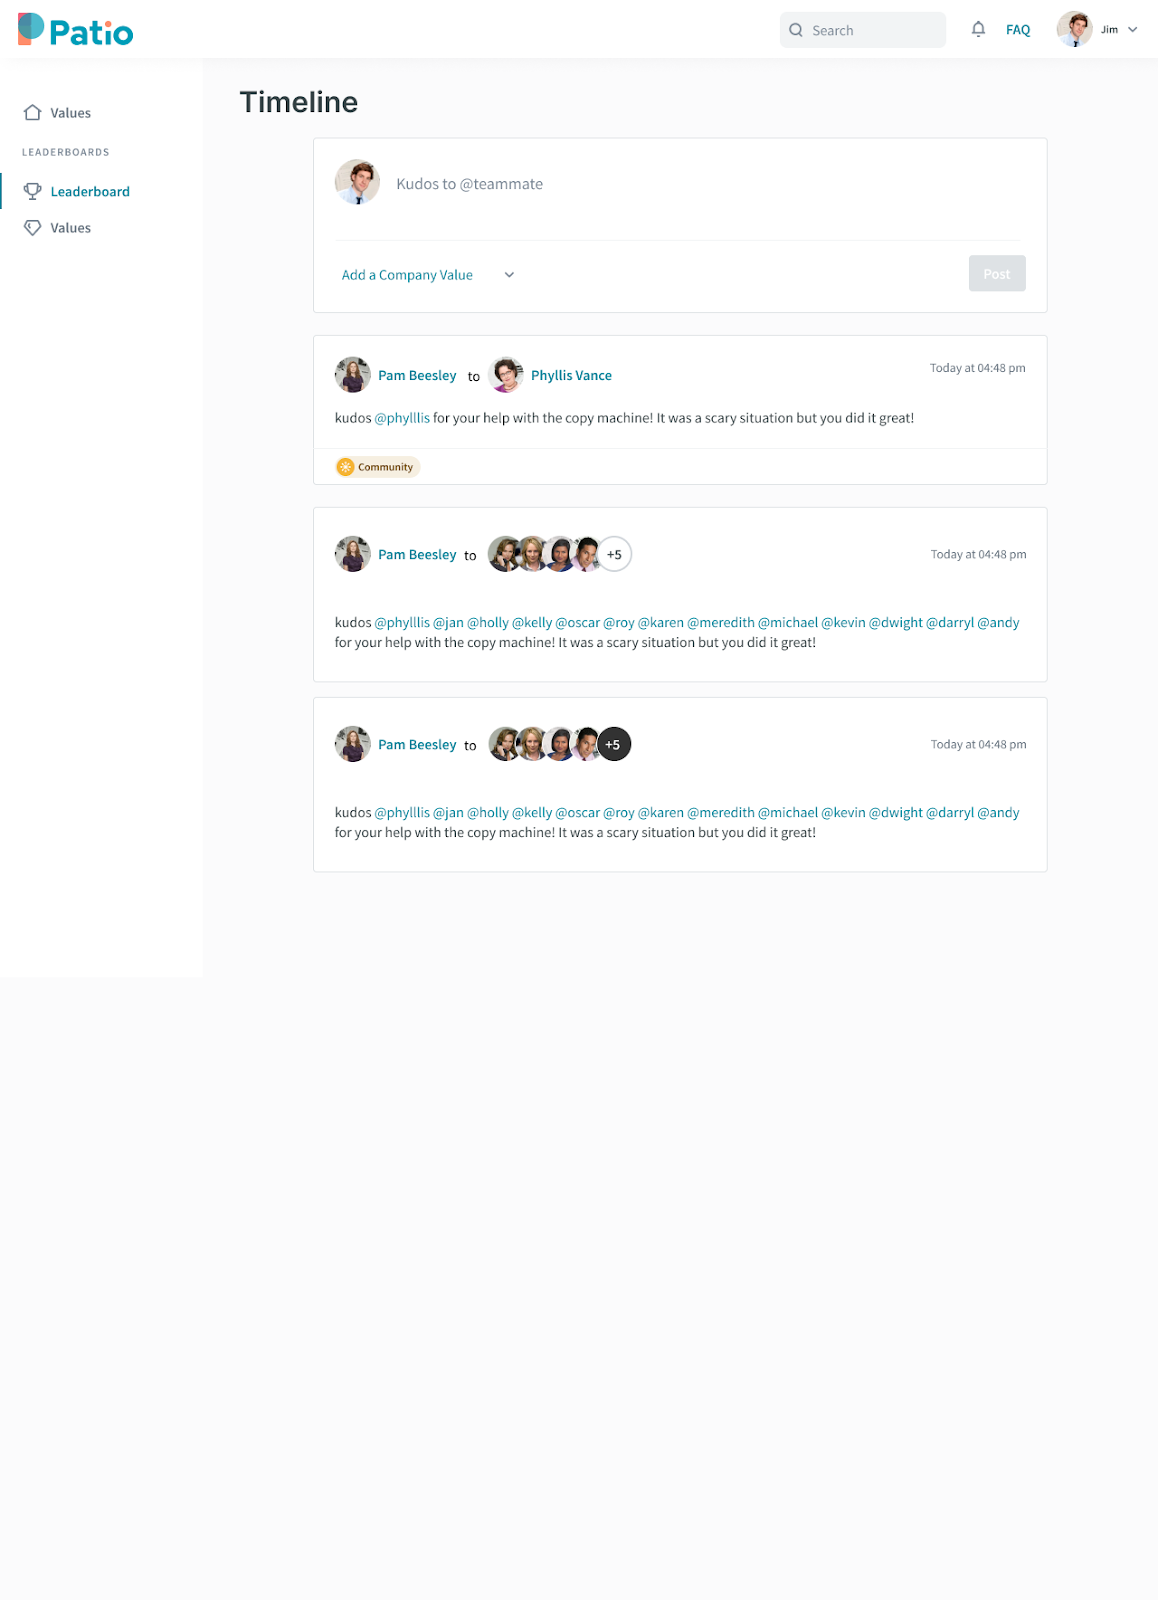 Patio
Search
FAQ
Jim
Values
LEADERBOARDS
Leaderboard
Values
Timeline
Kudos to @teammate
Add a Company Value
Post
Pam Beesley to Phyllis Vance
Today at 04:48 pm
kudos @phylllis for your help with the copy machine! It was a scary situation but you did it great!
Community
Pam Beesley to +5
Today at 04:48 pm
kudos @phylllis @jan @holly @kelly @oscar @roy @karen @meredith @michael @kevin @dwight @darryl @andy
for your help with the copy machine! It was a scary situation but you did it great!
Pam Beesley to +5
Today at 04:48 pm
kudos @phylllis @jan @holly @kelly @oscar @roy @karen @meredith @michael @kevin @dwight @darryl @andy
for your help with the copy machine! It was a scary situation but you did it great!